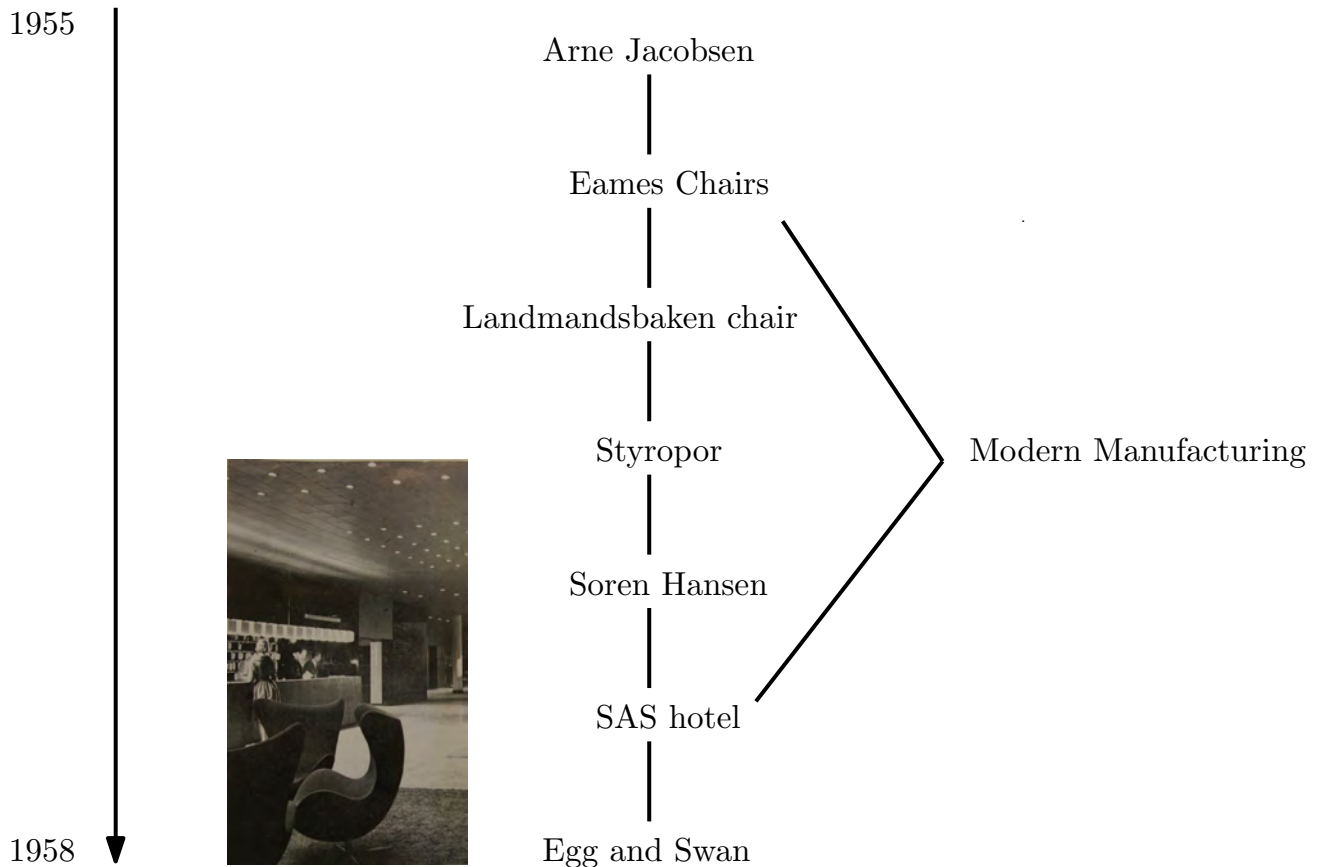 1955
Arne Jacobsen
Eames Chairs
Landmandsbaken chair
Styropor
Modern Manufacturing
Soren Hansen
SAS hotel
1958
Egg and Swan